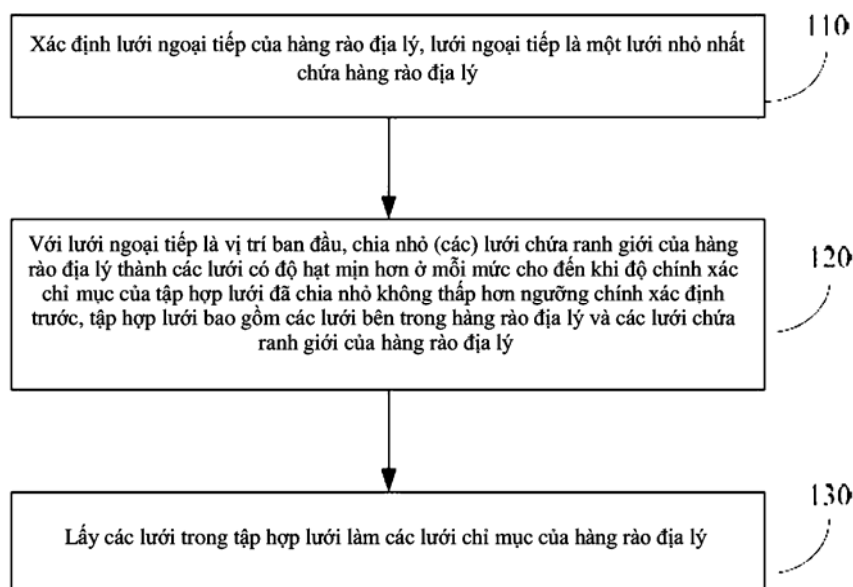 110
Xác định lưới ngoại tiếp của hàng rào địa lý, lưới ngoại tiếp là một lưới nhỏ nhất
chứa hàng rào địa lý
120
Với lưới ngoại tiếp là vị trí ban đầu, chia nhỏ (các) lưới chứa ranh giới của hàng
rào địa lý thành các lưới có độ hạt mịn hơn ở mỗi mức cho đến khi độ chính xác
chỉ mục của tập hợp lưới đã chia nhỏ không thấp hơn ngưỡng chính xác định
trước, tập hợp lưới bao gồm các lưới bên trong hàng rào địa lý và các lưới chứa
ranh giới của hàng rào địa lý
130
Lấy các lưới trong tập hợp lưới làm các lưới chỉ mục của hàng rào địa lý